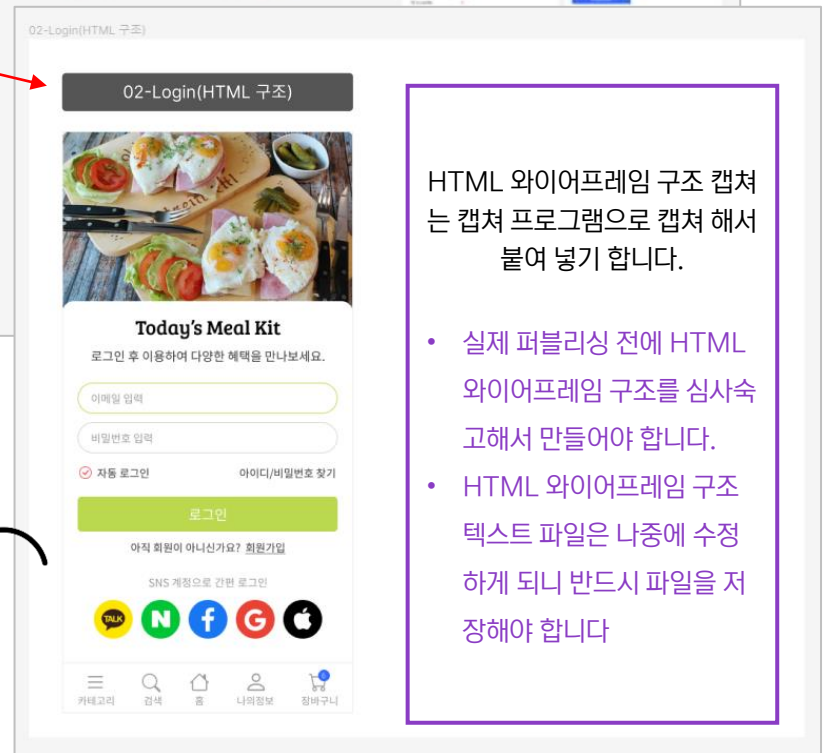 02-Login(HTML 구조)
02-Login(HTML 구조)
Today's Meal Kit
로그인 후 이용하여 다양한 혜택을 만나보세요.
이메일 입력
비밀번호 입력
자동 로그인 아이디/비밀번호 찾기
로그인
아직 회원이 아니신가요? 회원가입
SNS 계정으로 간편 로그인
TALK N f G
카테고리 검색 홈 나의정보 장바구니
HTML 와이어프레임 구조 캡쳐
는 캡쳐 프로그램으로 캡쳐 해서
붙여 넣기 합니다.
• 실제 퍼블리싱 전에 HTML
와이어프레임 구조를 심사숙
고해서 만들어야 합니다.
• HTML 와이어프레임 구조
텍스트 파일은 나중에 수정
하게 되니 반드시 파일을 저
장해야 합니다